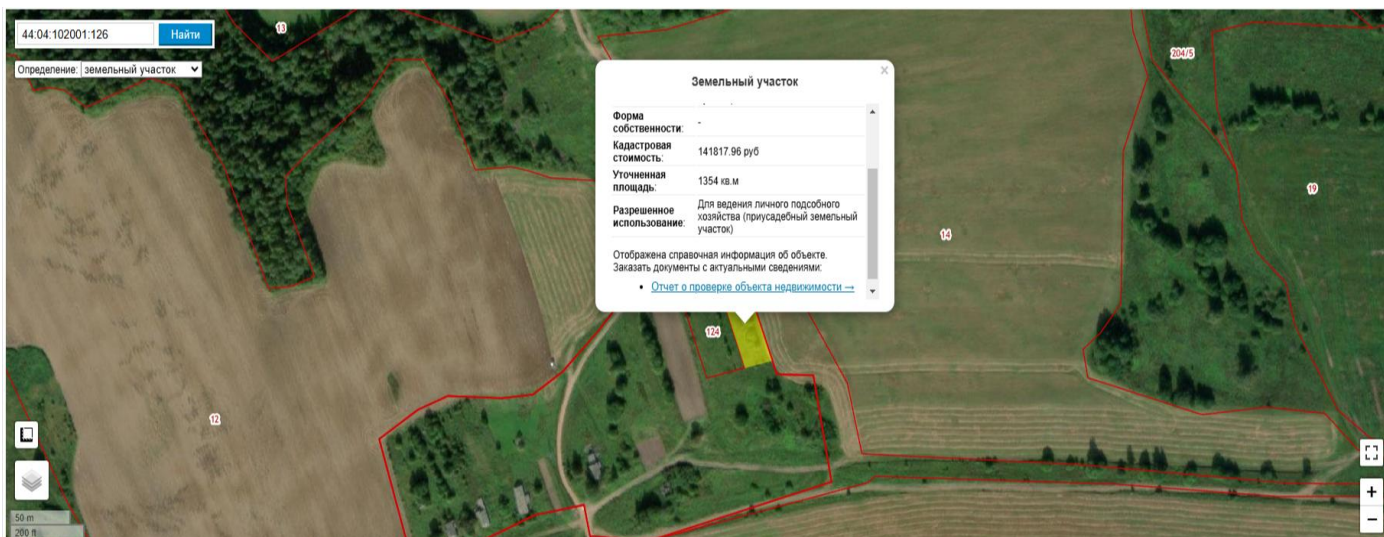 44:04:102001:126
Найти
Определение: земельный участок
13
204/5
Земельный участок
×
Форма
собственности:
-
Кадастровая
стоимость:
141817.96 руб
Уточненная
площадь:
1354 кв.м
Разрешенное
использование:
Для ведения личного подсобного
хозяйства (приусадебный земельный
участок)
Отображена справочная информация об объекте.
Заказать документы с актуальными сведениями:
• Отчет о проверке объекта недвижимости →
19
14
124
12
+
−
50 m
200 ft